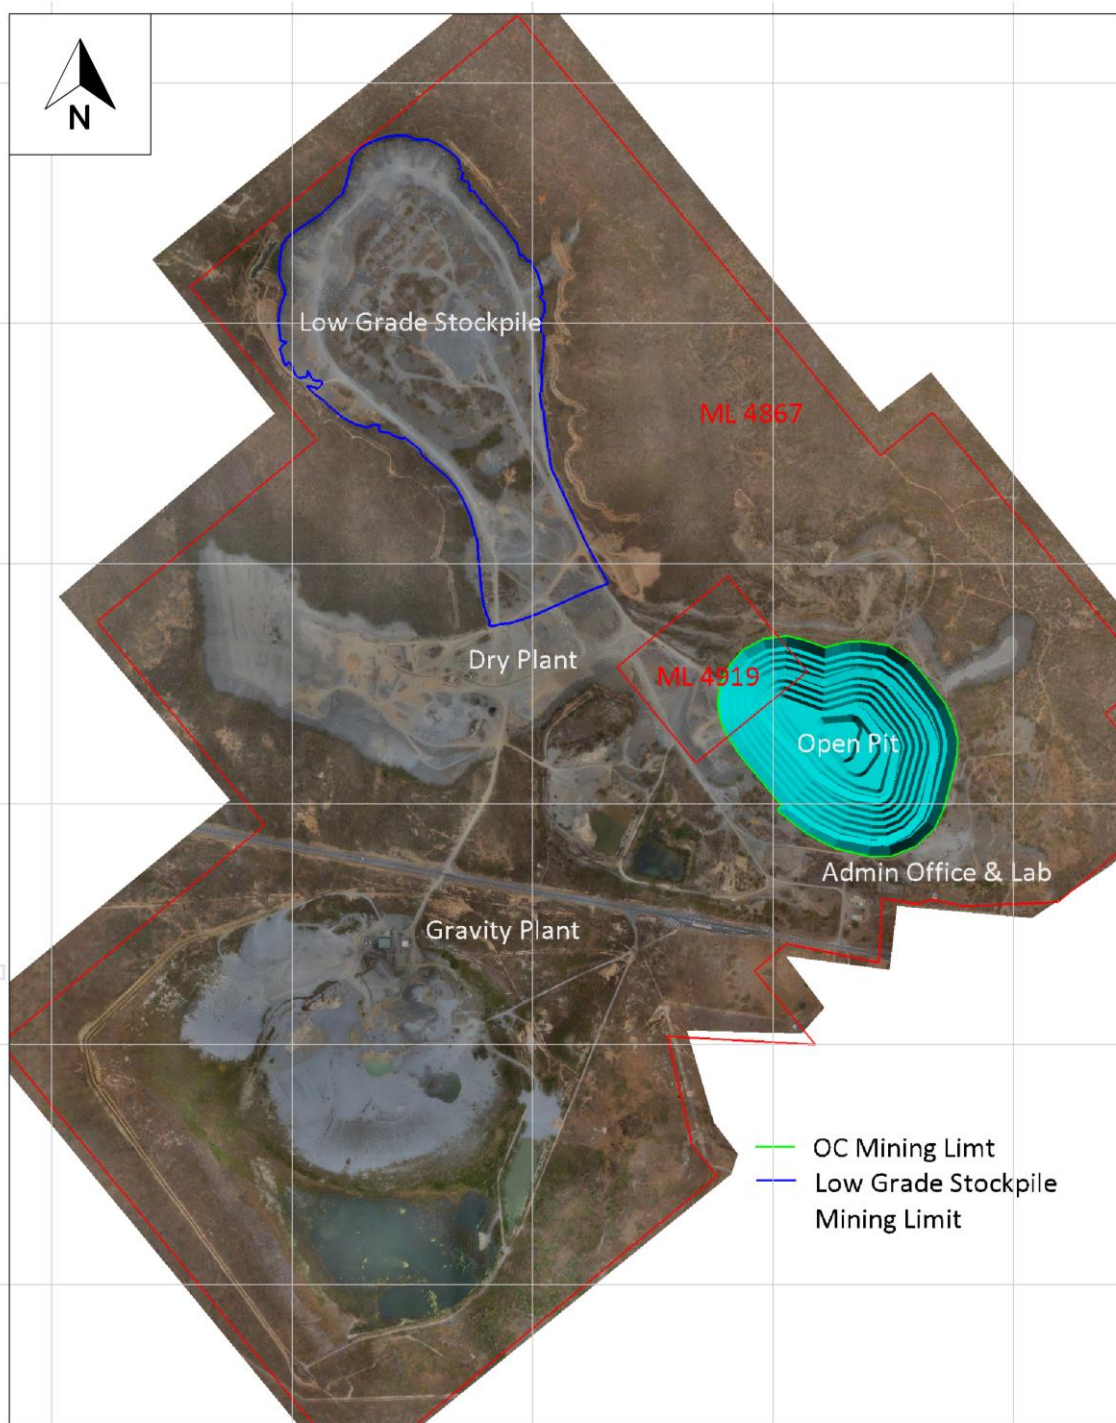 N
Low Grade Stockpile
ML 4867
Dry Plant
ML 4919
Open Pit
Admin Office & Lab
Gravity Plant
OC Mining Limt
Low Grade Stockpile
Mining Limit